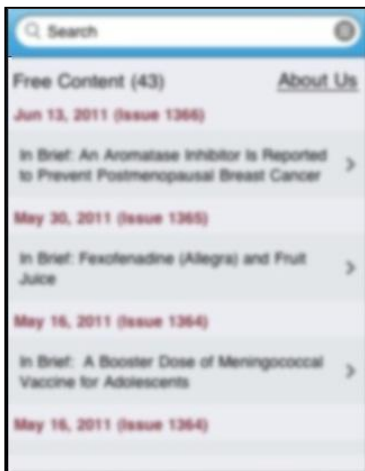 Search
Free Content (43) About Us
Jun 13, 2011 (Issue 1366)
In Brief: An Aromatase Inhibitor Is Reported
to Prevent Postmenopausal Breast Cancer
May 30, 2011 (Issue 1365)
In Brief: Fexofenadine (Allegra) and Fruit
Juice
May 16, 2011 (Issue 1364)
In Brief: A Booster Dose of Meningococcal
Vaccine for Adolescents
May 16, 2011 (Issue 1364)